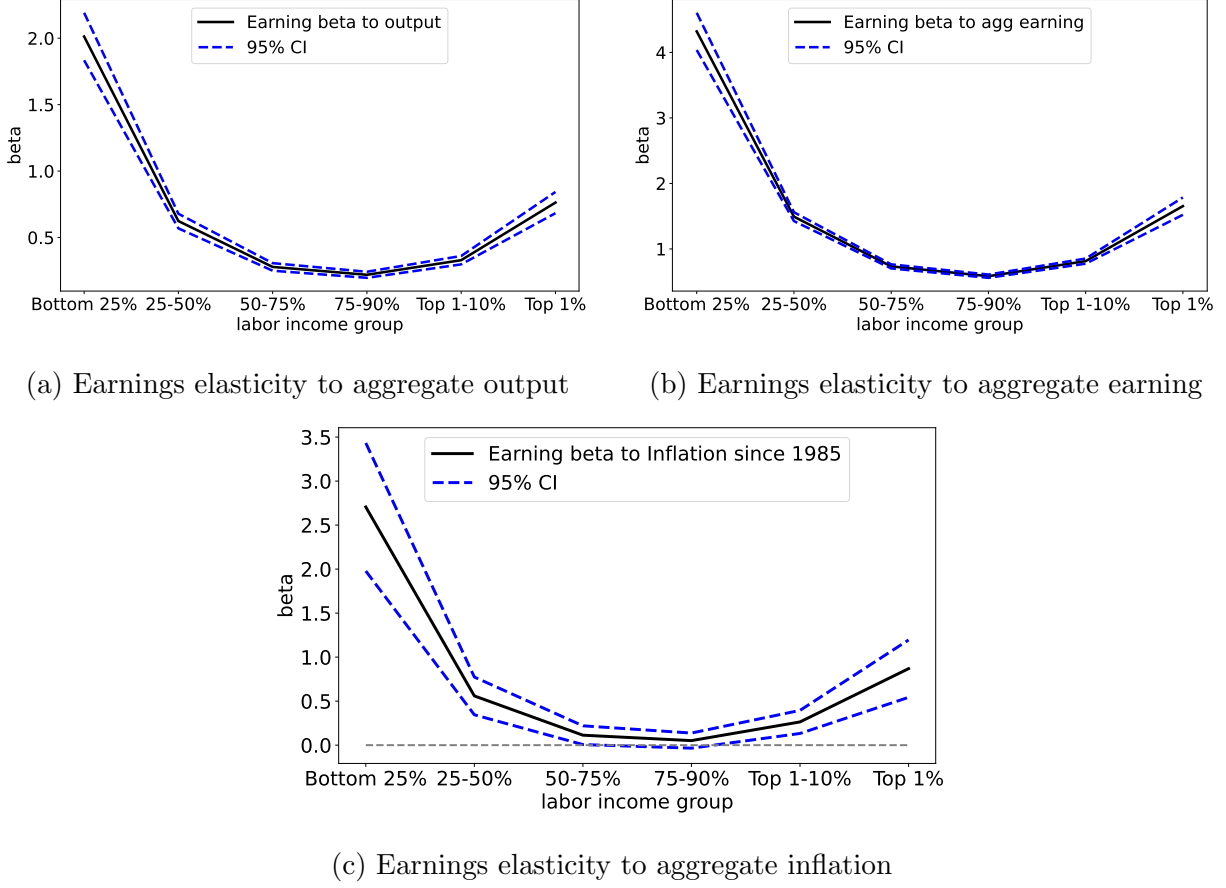 Earning beta to output
95% CI
2.0
1.5
1.0
0.5
beta
Bottom 25% 25-50% 50-75% 75-90% Top 1-10% Top 1%
labor income group
(a) Earnings elasticity to aggregate output
Earning beta to agg earning
95% CI
4
3
2
1
beta
Bottom 25% 25-50% 50-75% 75-90% Top 1-10% Top 1%
labor income group
(b) Earnings elasticity to aggregate earning
Earning beta to Inflation since 1985
95% CI
3.5
3.0
2.5
2.0
1.5
1.0
0.5
0.0
beta
Bottom 25% 25-50% 50-75% 75-90% Top 1-10% Top 1%
labor income group
(c) Earnings elasticity to aggregate inflation